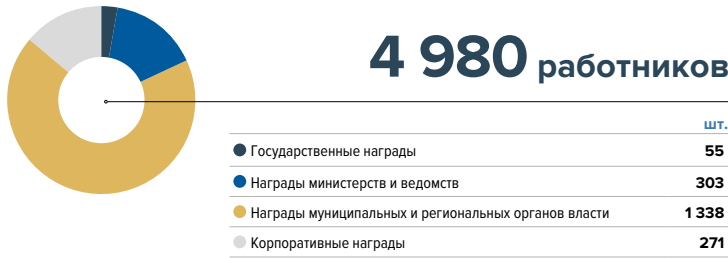 4 980 работников
шт.
Государственные награды 55
Награды министерств и ведомств 303
Награды муниципальных и региональных органов власти 1 338
Корпоративные награды 271